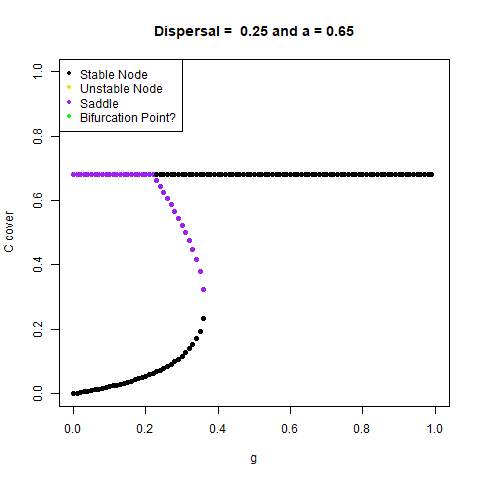 Dispersal =  0.25 and a = 0.65
Stable Node
Unstable Node
Saddle
Bifurcation Point?
C cover
1.0
0.8
0.6
0.4
0.2
0.0
0.0 0.2 0.4 0.6 0.8 1.0
g